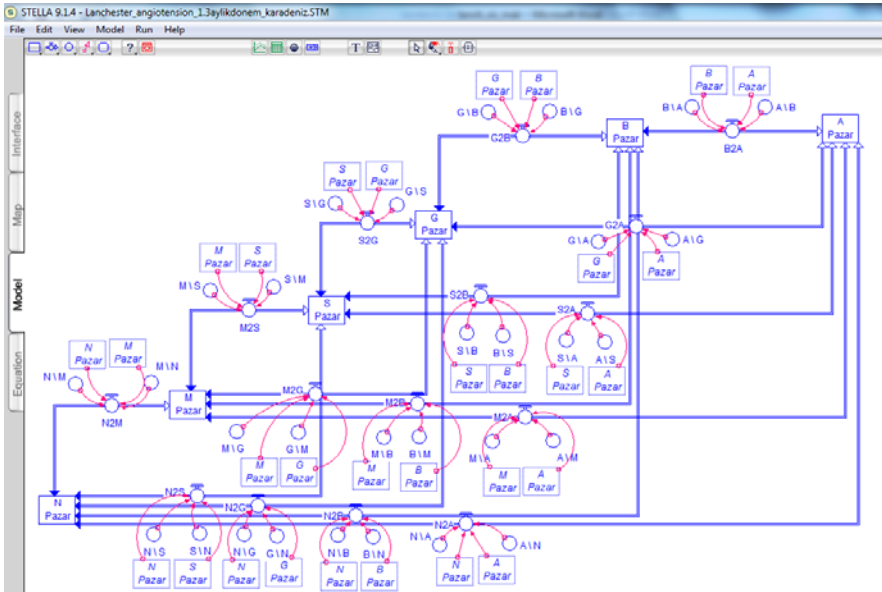 STELLA 9.1.4 - Lanchester_angiotension_1.3aylikdonem_karadeniz.STM
File Edit View Model Run Help
Interface
Map
Model
Equation
G
Pazar
B
Pazar
G\B
B\G
G2B
B
Pazar
B
Pazar
A
Pazar
B\A
A\B
B2A
A
Pazar
S
Pazar
G
Pazar
S\G
G\S
S2G
G
Pazar
G2A
G\A
A\G
G
Pazar
A
Pazar
M
Pazar
S
Pazar
M\S
S\M
M2S
S
Pazar
S2B
S\B
B\S
S
Pazar
B
Pazar
S2A
S\A
A\S
S
Pazar
A
Pazar
N
Pazar
M
Pazar
N\M
M\N
N2M
M
Pazar
M2G
M\G
G\M
M
Pazar
G
Pazar
M2B
M\B
B\M
M
Pazar
B
Pazar
M2A
M\A
A\M
M
Pazar
A
Pazar
N
Pazar
N2S
N\S
S\N
N
Pazar
S
Pazar
N2G
N\G
G\N
N
Pazar
G
Pazar
N2B
N\B
B\N
N
Pazar
B
Pazar
N2A
N\A
A\N
N
Pazar
A
Pazar